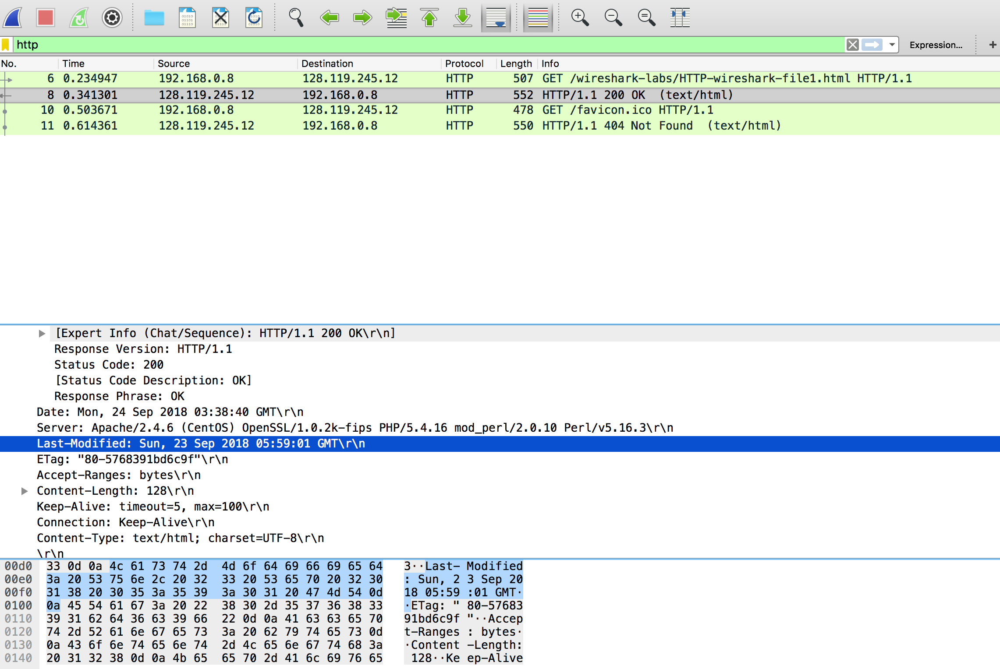 http Expression... +
No. Time Source Destination Protocol Length Info
6 0.234947 192.168.0.8 128.119.245.12 HTTP 507 GET /wireshark-labs/HTTP-wireshark-file1.html HTTP/1.1
8 0.341301 128.119.245.12 192.168.0.8 HTTP 552 HTTP/1.1 200 OK (text/html)
10 0.503671 192.168.0.8 128.119.245.12 HTTP 478 GET /favicon.ico HTTP/1.1
11 0.614361 128.119.245.12 192.168.0.8 HTTP 550 HTTP/1.1 404 Not Found (text/html)
[Expert Info (Chat/Sequence): HTTP/1.1 200 OK\r\n]
Response Version: HTTP/1.1
Status Code: 200
[Status Code Description: OK]
Response Phrase: OK
Date: Mon, 24 Sep 2018 03:38:40 GMT\r\n
Server: Apache/2.4.6 (CentOS) OpenSSL/1.0.2k-fips PHP/5.4.16 mod_perl/2.0.10 Perl/v5.16.3\r\n
Last-Modified: Sun, 23 Sep 2018 05:59:01 GMT\r\n
ETag: "80-5768391bd6c9f"\r\n
Accept-Ranges: bytes\r\n
Content-Length: 128\r\n
Keep-Alive: timeout=5, max=100\r\n
Connection: Keep-Alive\r\n
Content-Type: text/html; charset=UTF-8\r\n
\r\n
00d0 33 0d 0a 4c 61 73 74 2d 4d 6f 64 69 66 69 65 64 3··Last- Modified
00e0 3a 20 53 75 6e 2c 20 32 33 20 53 65 70 20 32 30 : Sun, 2 3 Sep 20
00f0 31 38 20 30 35 3a 35 39 3a 30 31 20 47 4d 54 0d 18 05:59 :01 GMT·
0100 0a 45 54 61 67 3a 20 22 38 30 2d 35 37 36 38 33 ·ETag: " 80-57683
0110 39 31 62 64 36 63 39 66 22 0d 0a 41 63 63 65 70 91bd6c9f "··Accep
0120 74 2d 52 61 6e 67 65 73 3a 20 62 79 74 65 73 0d t-Ranges : bytes·
0130 0a 43 6f 6e 74 65 6e 74 2d 4c 65 6e 67 74 68 3a ·Content -Length:
0140 20 31 32 38 0d 0a 4b 65 65 70 2d 41 6c 69 76 65 128··Ke ep-Alive